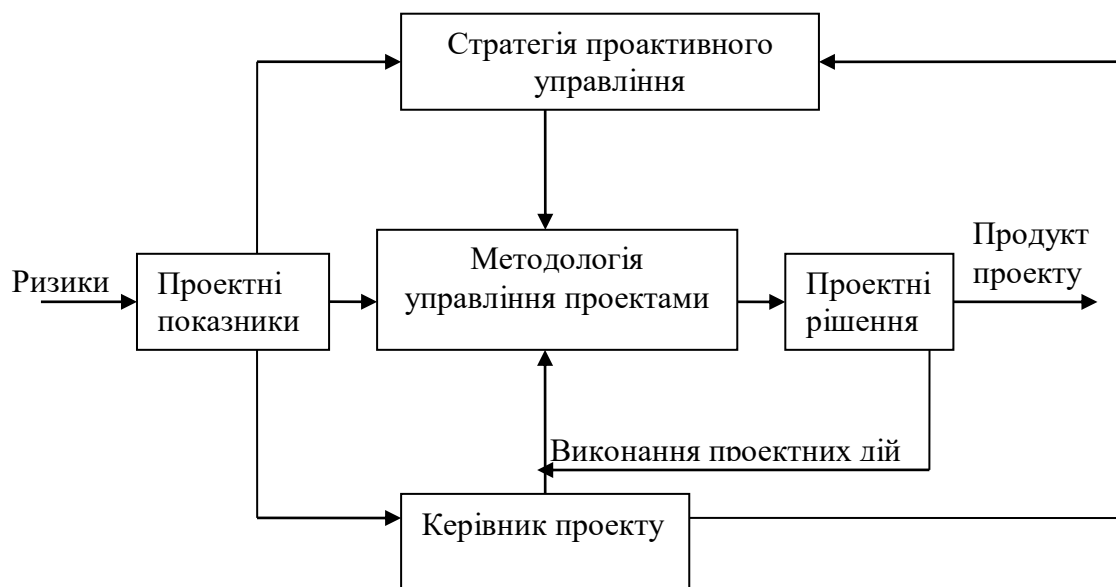 Стратегія проактивного
управління
Ризики
Проектні
показники
Методологія
управління проектами
Проектні
рішення
Продукт
проекту
Виконання проектних дій
Керівник проекту